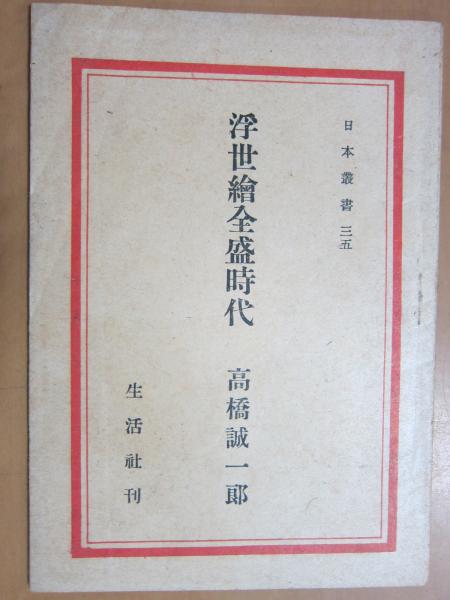 日本叢書 三五
浮世繪全盛時代 高橋誠一郞
生活社刊